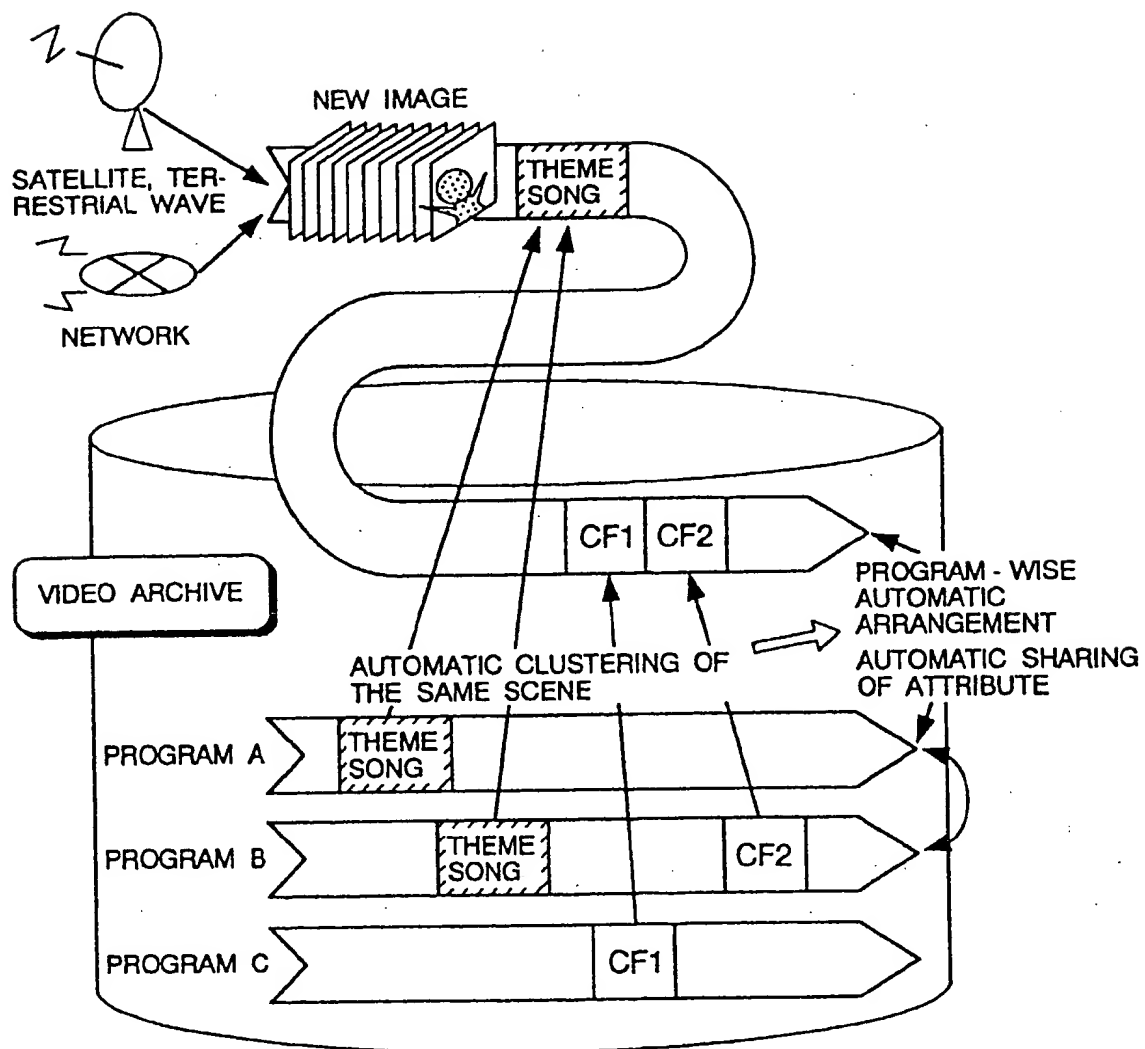 NEW IMAGE
SATELLITE, TER-
RESTRIAL WAVE
THEME
SONG
NETWORK
CF1
CF2
VIDEO ARCHIVE
PROGRAM - WISE
AUTOMATIC
ARRANGEMENT
AUTOMATIC SHARING
OF ATTRIBUTE
AUTOMATIC CLUSTERING OF
THE SAME SCENE
PROGRAM A
THEME
SONG
PROGRAM B
THEME
SONG
CF2
PROGRAM C
CF1